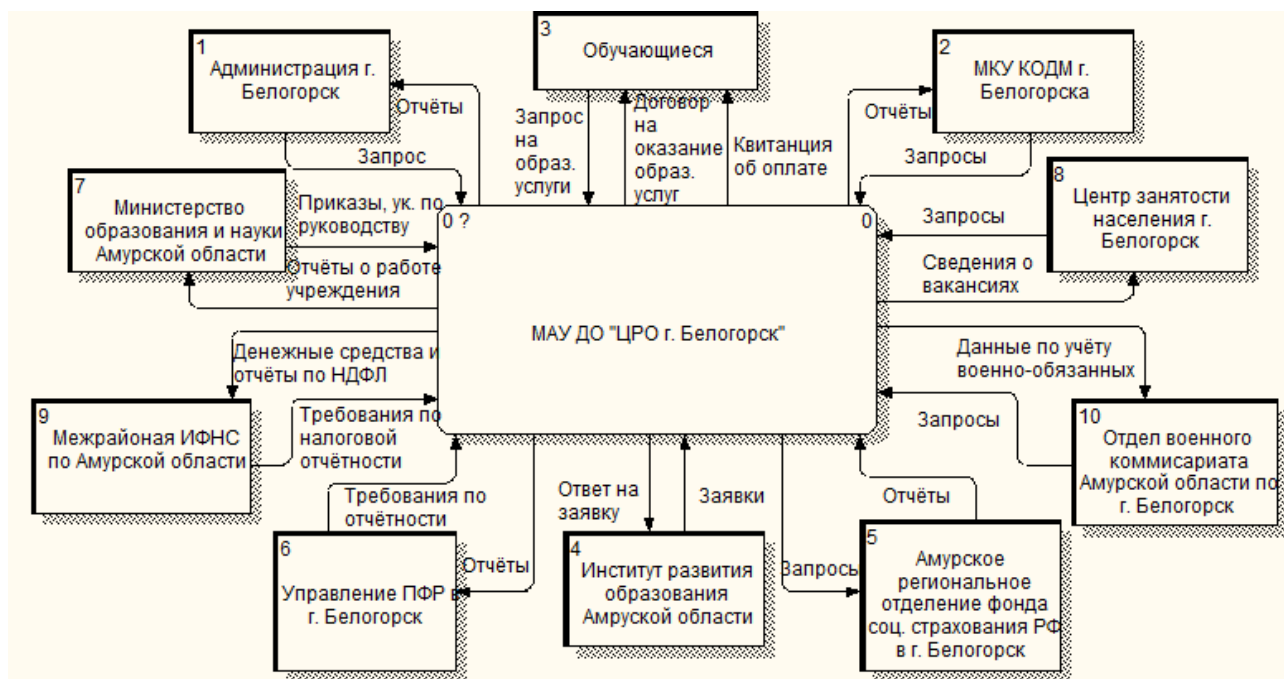 1
Администрация г.
Белогорск
3
Обучающиеся
2
МКУ КОДМ г.
Белогорска
Отчёты
Запрос
Запрос
на
образ.
услуги
Договор
на
оказание
образ.
услуг
Квитанция
об оплате
Отчёты
Запросы
7
Министерство
образования и науки
Амурской области
Приказы, ук. по
руководству
Отчёты о работе
учреждения
8
Центр занятости
населения г.
Белогорск
Запросы
Сведения о
вакансиях
0 ?
0
МАУ ДО "ЦРО г. Белогорск"
Денежные средства и
отчёты по НДФЛ
Данные по учёту
военно-обязанных
9
Межрайоная ИФНС
по Амурской области
Требования по
налоговой
отчётности
Запросы
10
Отдел военного
коммисариата
Амурской области по
г. Белогорск
Требования по
отчётности
Ответ на
заявку
Заявки
Отчёты
6
Управление ПФР в
г. Белогорск
Отчёты
4
Институт развития
образования
Амруской области
Запросы
5
Амурское
региональное
отделение фонда
соц. страхования РФ
в г. Белогорск